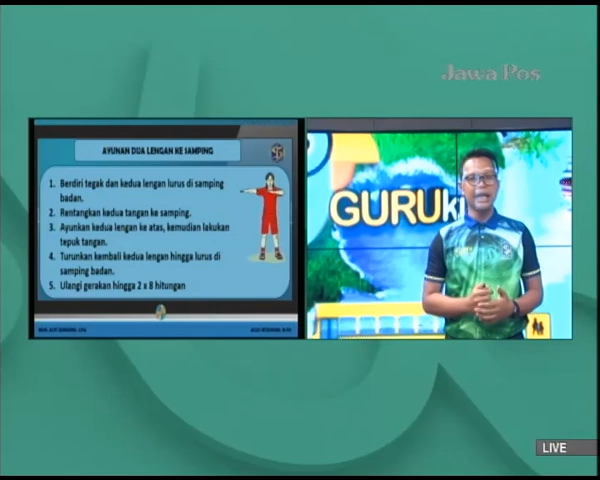 Jawa Pos
AYUNAN DUA LENGAN KE SAMPING
1. Berdiri tegak dan kedua lengan lurus di samping
badan.
2. Rentangkan kedua tangan ke samping.
3. Ayunkan kedua lengan ke atas, kemudian lakukan
tepuk tangan.
4. Turunkan kembali kedua lengan hingga lurus di
samping badan.
5. Ulangi gerakan hingga 2 x 8 hitungan
GURUku
LIVE